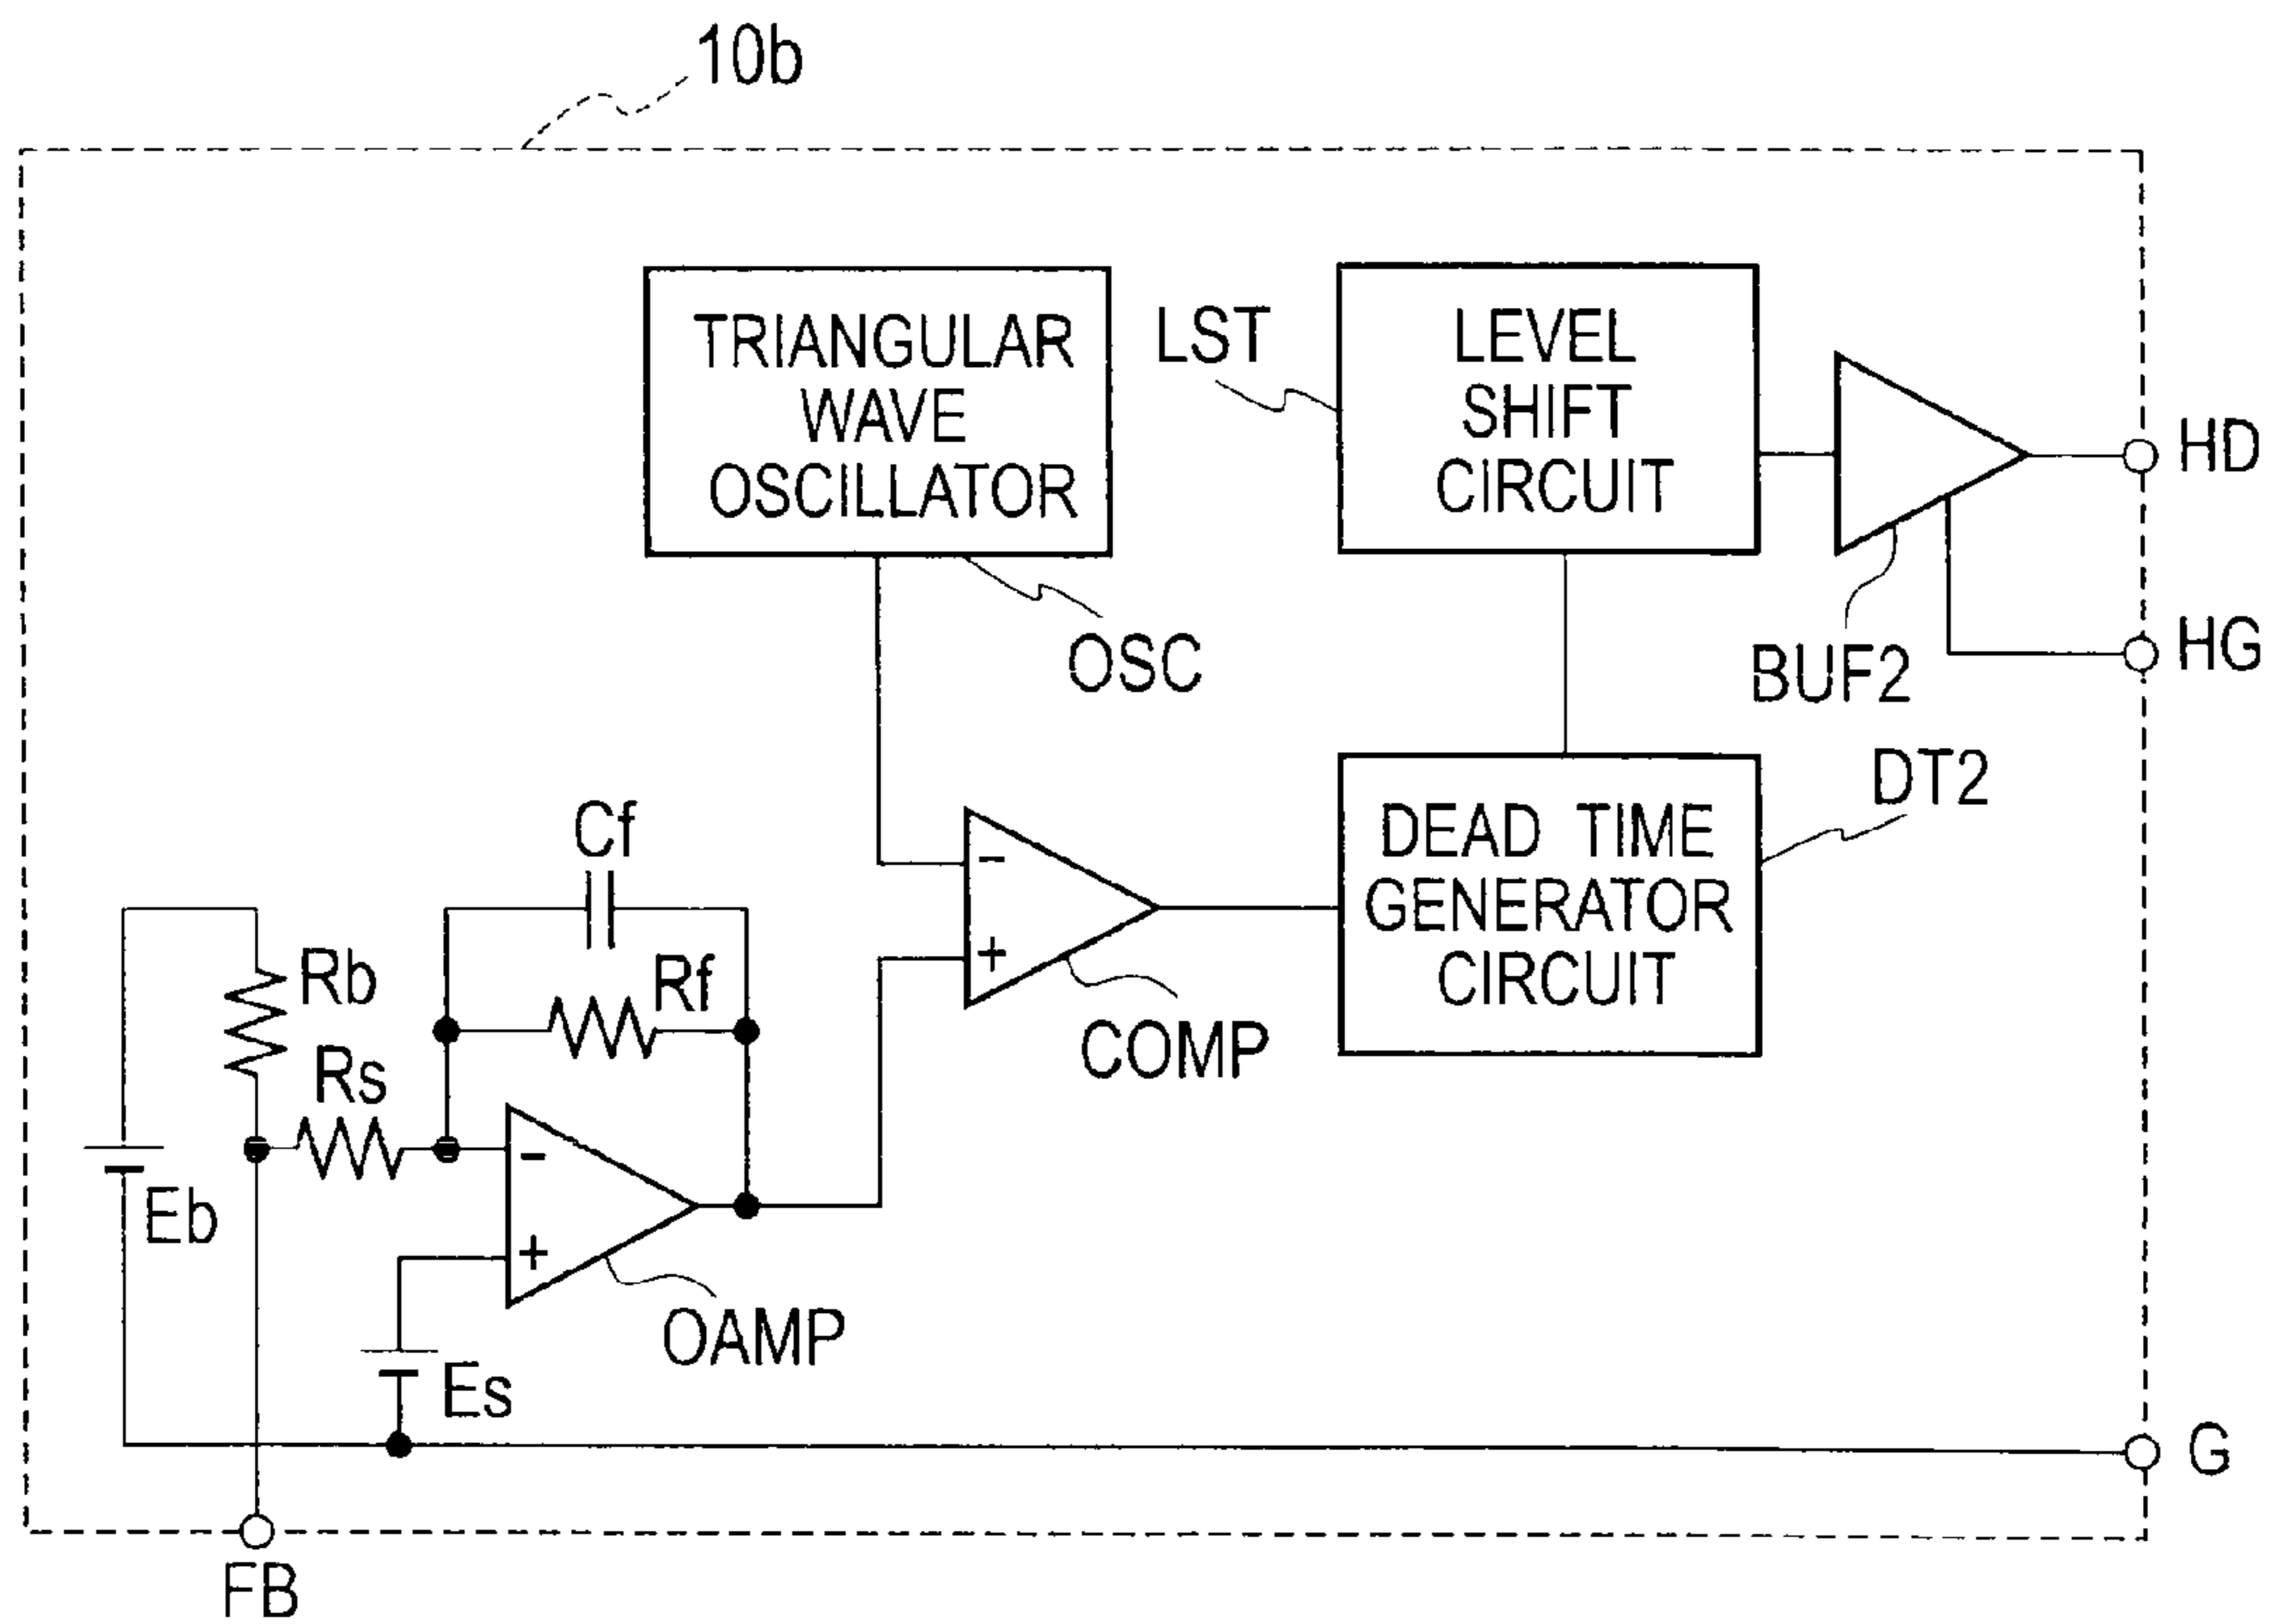 10b
TRIANGULAR
WAVE
OSCILLATOR
LST
LEVEL
SHIFT
CIRCUIT
HD
HG
OSC
BUF2
DT2
Cf
-
DEAD TIME
GENERATOR
CIRCUIT
Rb
Rf
+
COMP
Rs
-
Eb
+
OAMP
Es
G
FB